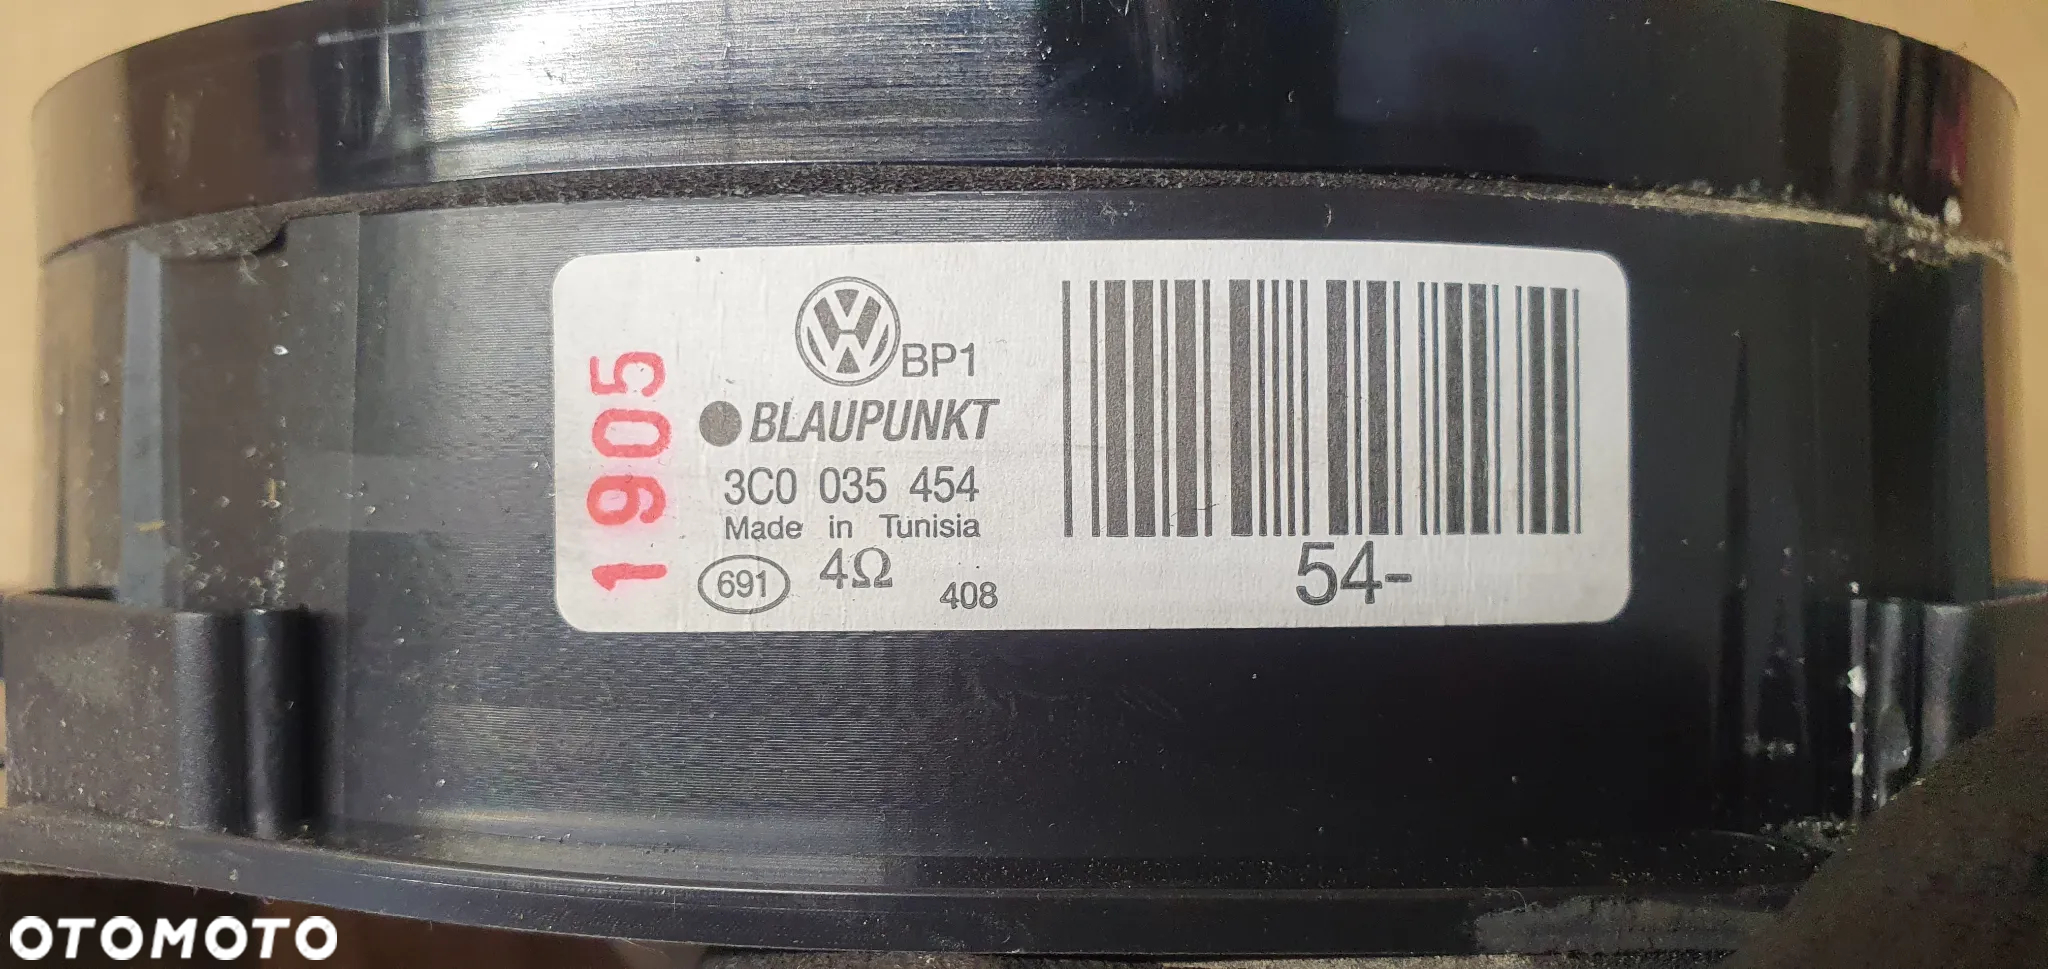 1905
BP1
BLAUPUNKT
3C0 035 454
Made in Tunisia
691 4Ω 408
54-
OTOMOTO